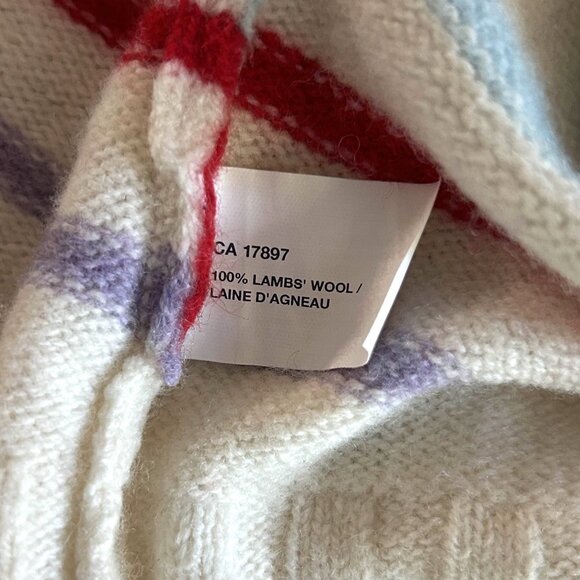 CA 17897
100% LAMBS' WOOL /
LAINE D'AGNEAU